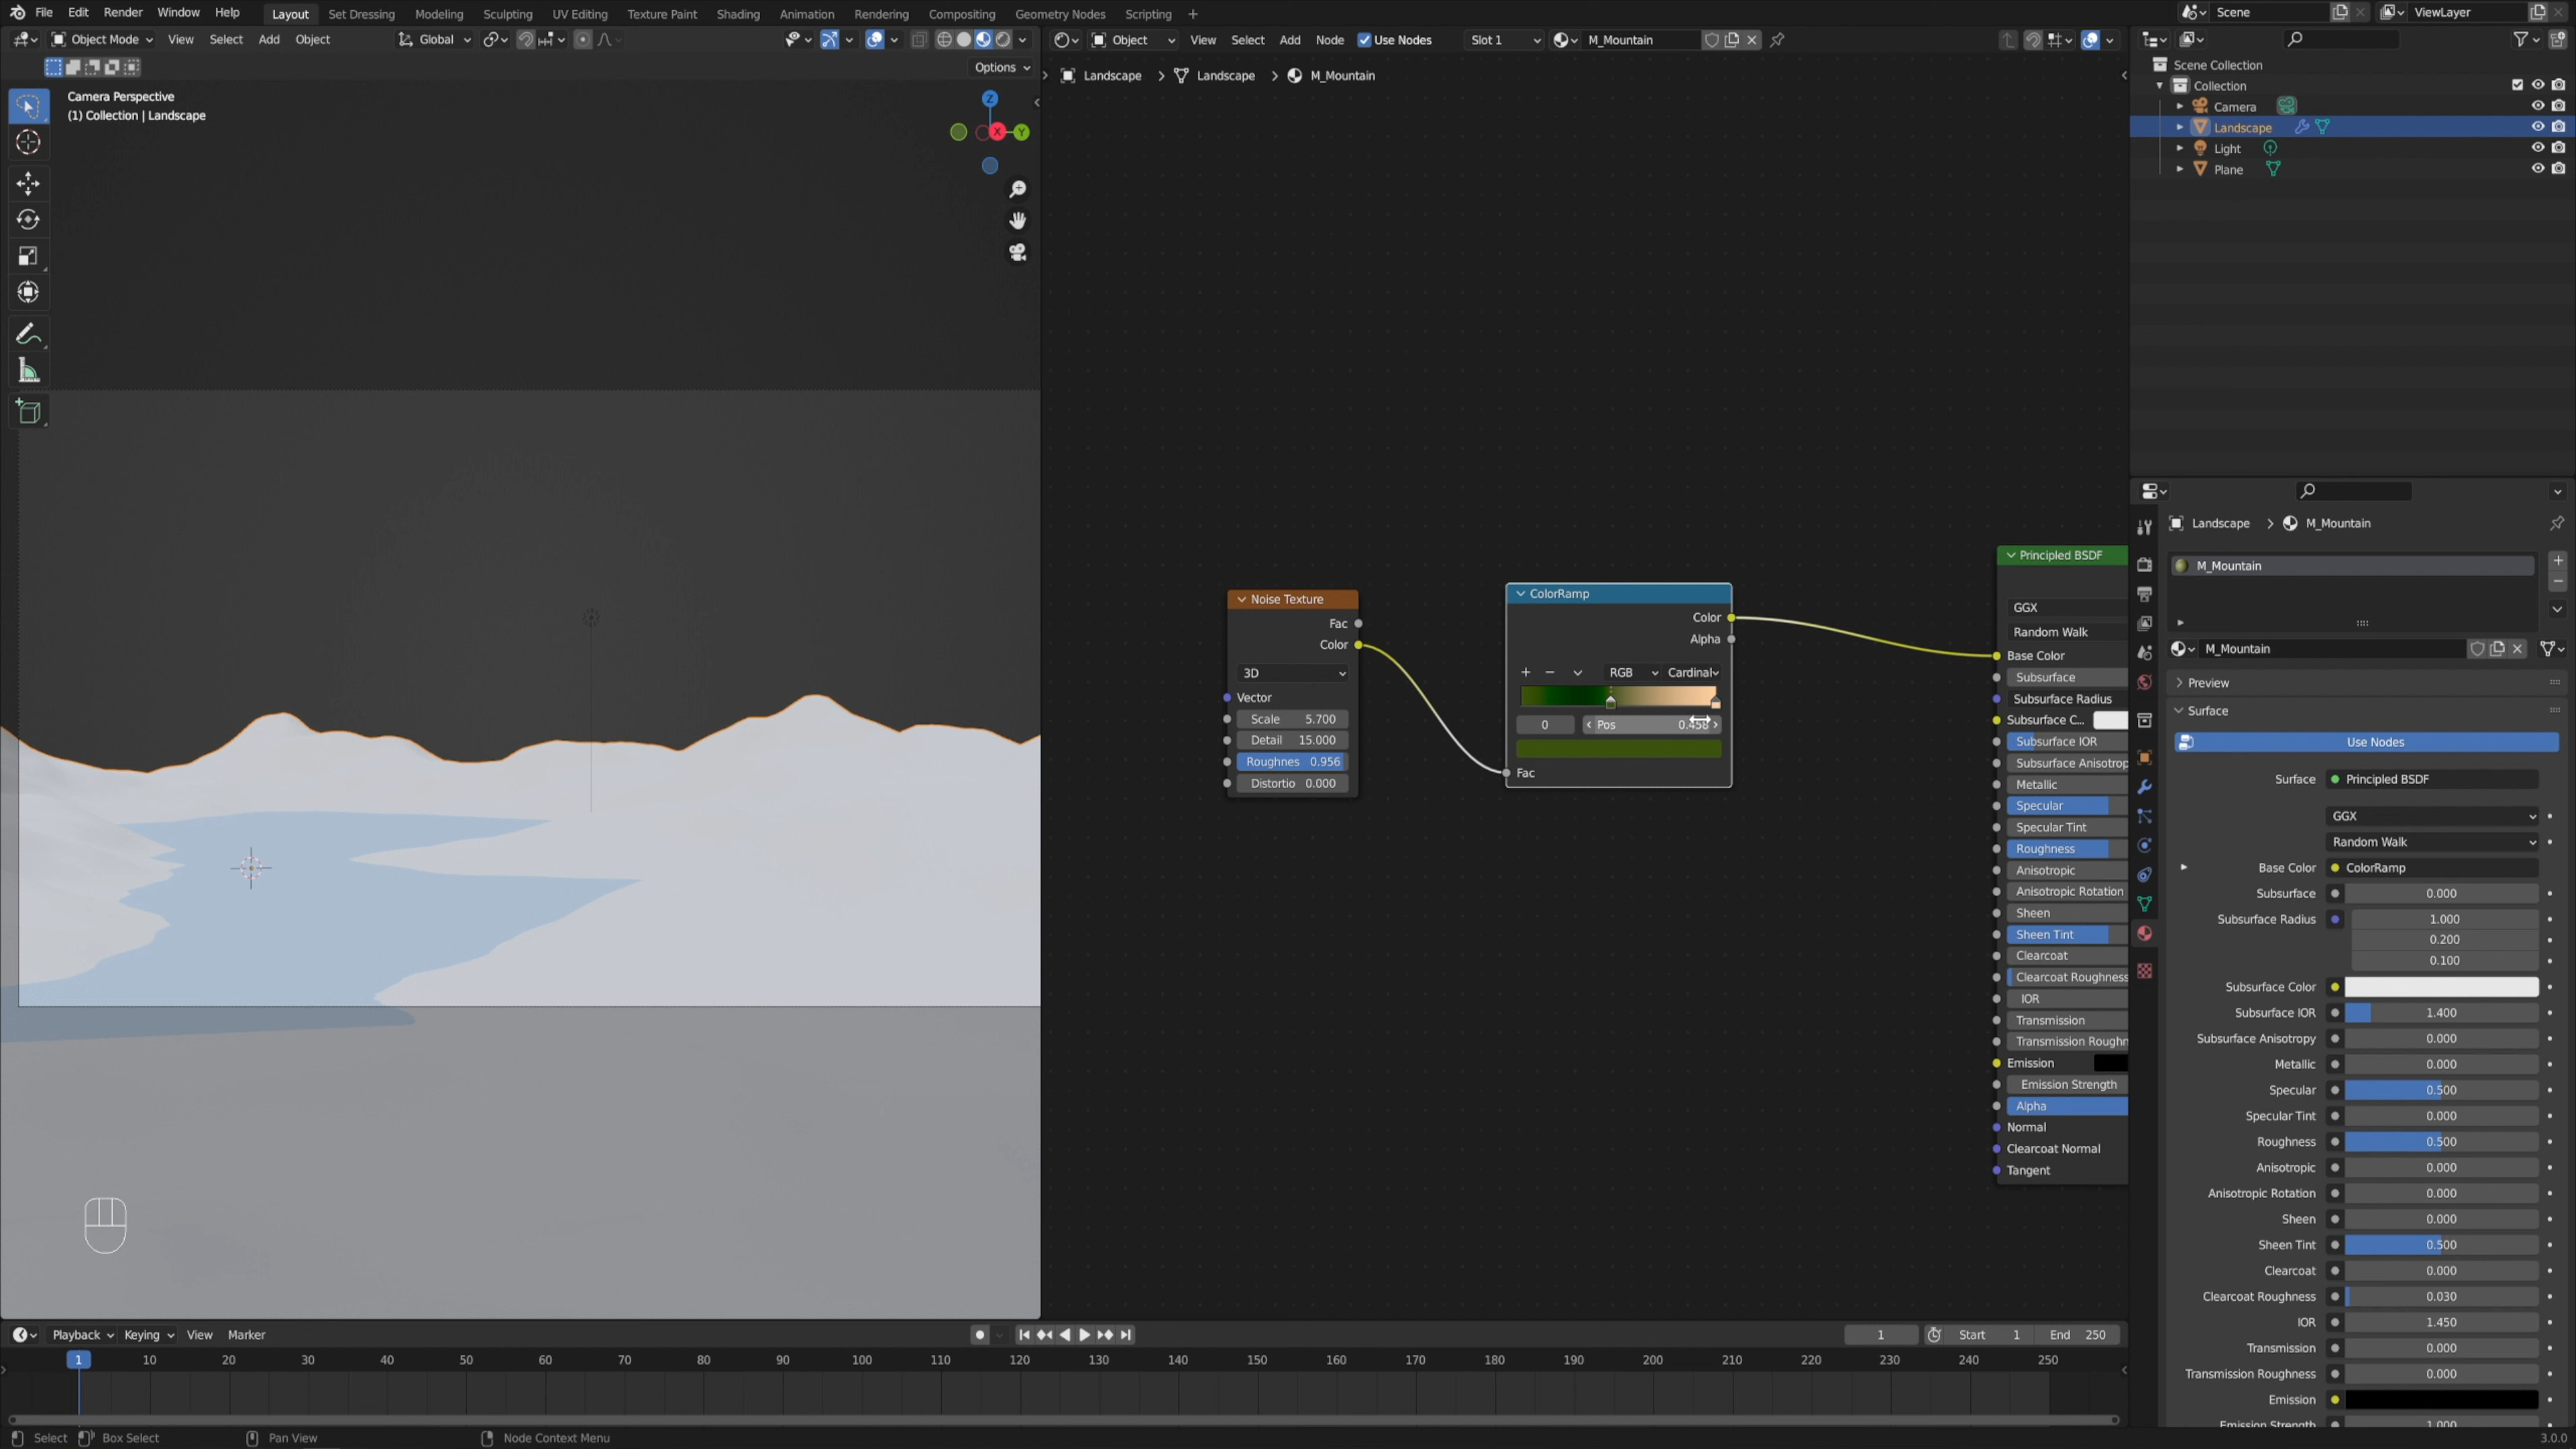 File Edit Render Window Help Layout Set Dressing Modeling Sculpting UV Editing Texture Paint Shading Animation Rendering Compositing Geometry Nodes Scripting + Scene ViewLayer
Object Mode View Select Add Object Global
Options
Camera Perspective
(1) Collection | Landscape
Z
X
Y
Object View Select Add Node Use Nodes Slot 1 M_Mountain
Landscape > Landscape > M_Mountain
Noise Texture
Fac
Color
3D
Vector
Scale 5.700
Detail 15.000
Roughnes 0.956
Distortio 0.000
ColorRamp
Color
Alpha
RGB Cardinal
0 Pos 0.458
Fac
Principled BSDF
GGX
Random Walk
Base Color
Subsurface
Subsurface Radius
Subsurface C...
Subsurface IOR
Subsurface Anisotrop
Metallic
Specular
Specular Tint
Roughness
Anisotropic
Anisotropic Rotation
Sheen
Sheen Tint
Clearcoat
Clearcoat Roughness
IOR
Transmission
Transmission Roughn
Emission
Emission Strength
Alpha
Normal
Clearcoat Normal
Tangent
Scene Collection
Collection
Camera
Landscape
Light
Plane
Landscape > M_Mountain
M_Mountain
M_Mountain
Preview
Surface
Use Nodes
Surface Principled BSDF
GGX
Random Walk
Base Color ColorRamp
Subsurface 0.000
Subsurface Radius 1.000
0.200
0.100
Subsurface Color
Subsurface IOR 1.400
Subsurface Anisotropy 0.000
Metallic 0.000
Specular 0.500
Specular Tint 0.000
Roughness 0.500
Anisotropic 0.000
Anisotropic Rotation 0.000
Sheen 0.000
Sheen Tint 0.500
Clearcoat 0.000
Clearcoat Roughness 0.030
IOR 1.450
Transmission 0.000
Transmission Roughness 0.000
Emission
Emission Strength 1.000
Playback Keying View Marker 1 Start 1 End 250
1 10 20 30 40 50 60 70 80 90 100 110 120 130 140 150 160 170 180 190 200 210 220 230 240 250
Select Box Select Pan View Node Context Menu 3.0.0